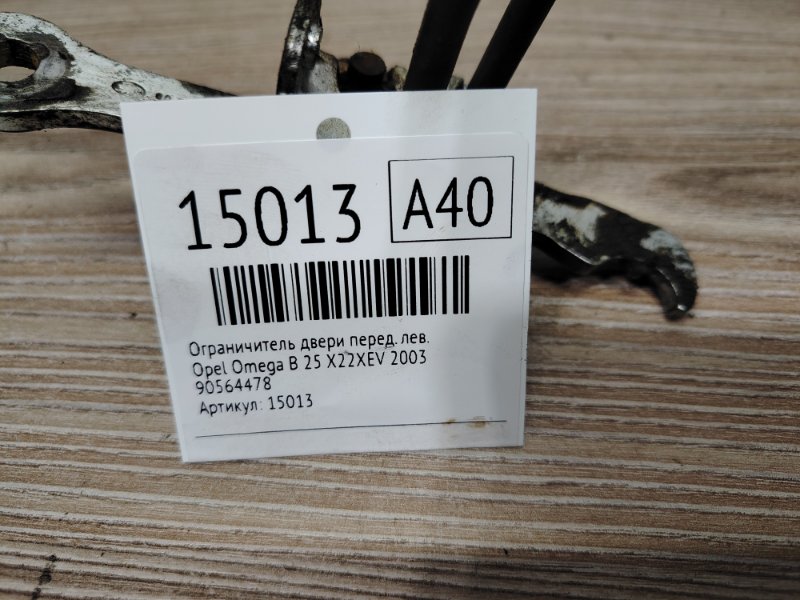 15013 A40
Ограничитель двери перед. лев.
Opel Omega B 25 X22XEV 2003
90564478
Артикул: 15013